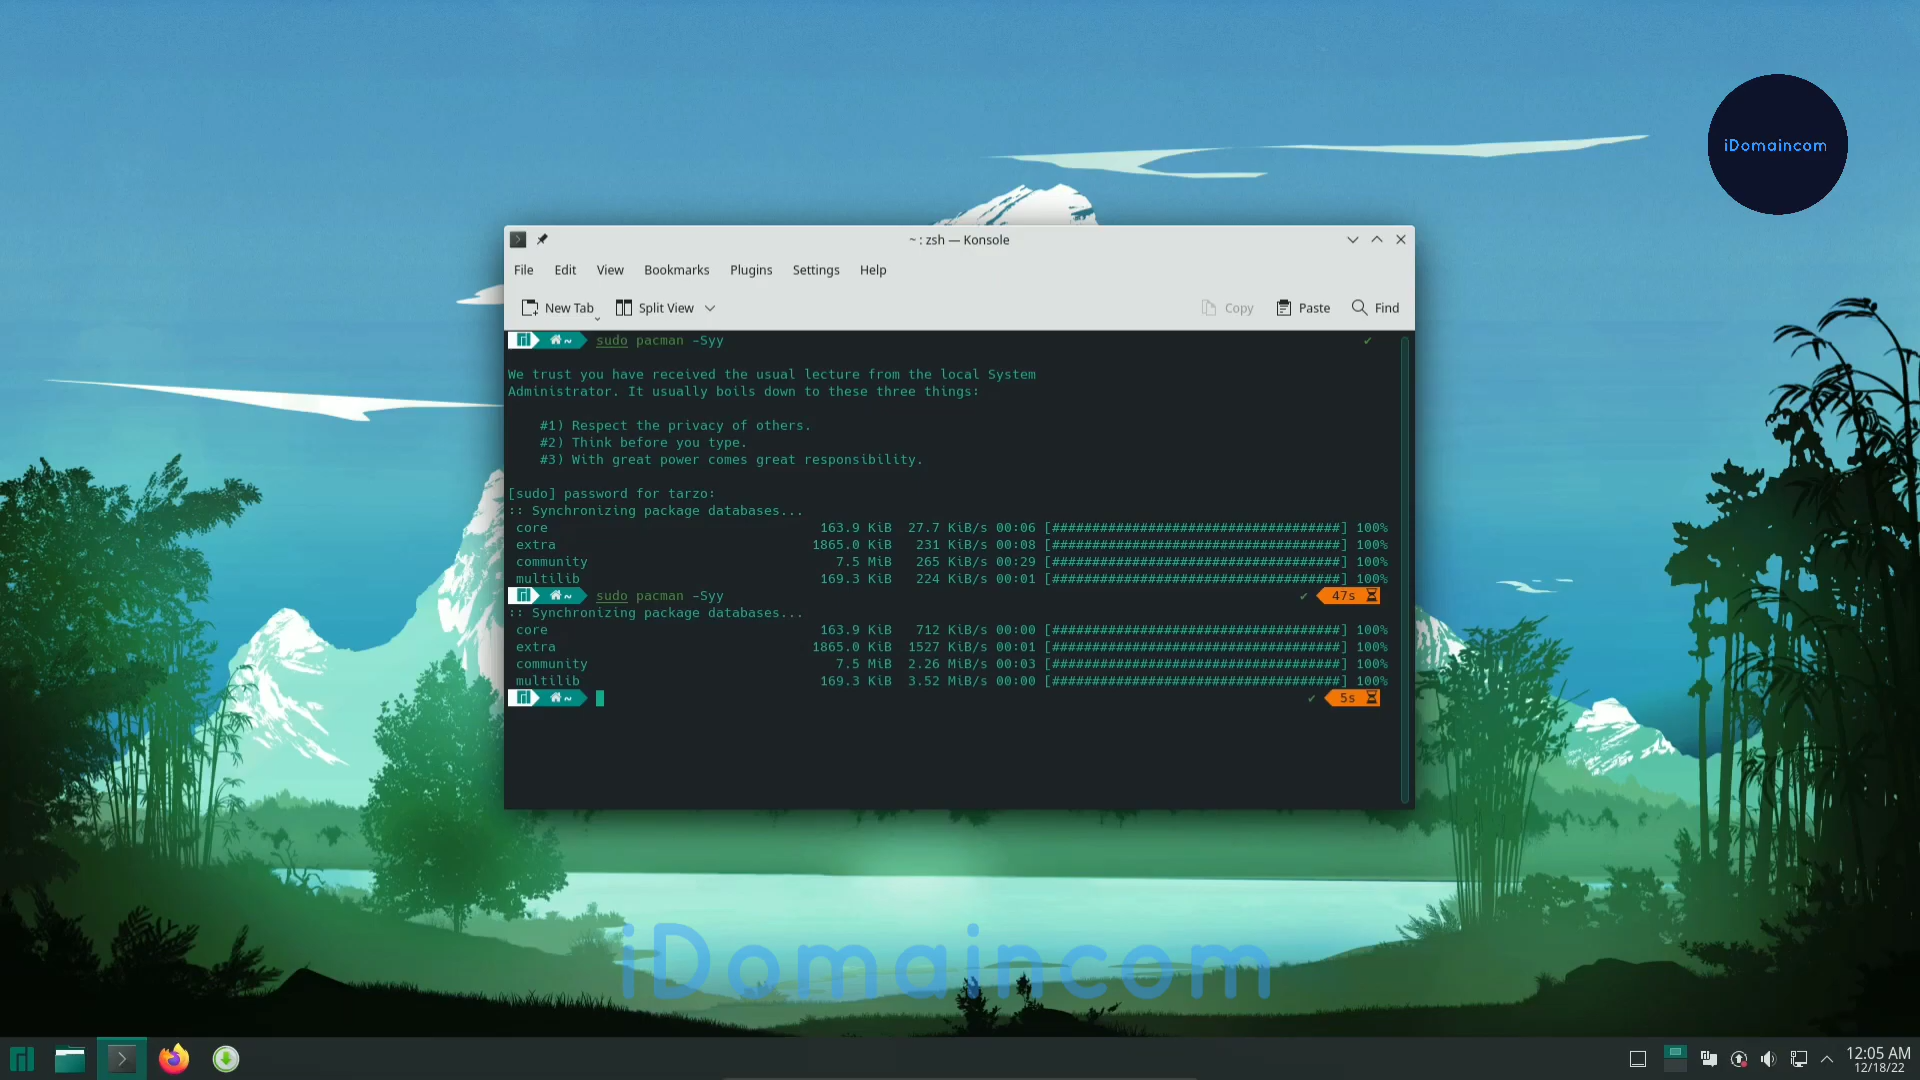 iDomaincom
~ : zsh — Konsole
File Edit View Bookmarks Plugins Settings Help
New Tab Split View Copy Paste Find
~ sudo pacman -Syy ✔
We trust you have received the usual lecture from the local System
Administrator. It usually boils down to these three things:
#1) Respect the privacy of others.
#2) Think before you type.
#3) With great power comes great responsibility.
[sudo] password for tarzo:
:: Synchronizing package databases...
core 163.9 KiB 27.7 KiB/s 00:06 [####################################] 100%
extra 1865.0 KiB 231 KiB/s 00:08 [####################################] 100%
community 7.5 MiB 265 KiB/s 00:29 [####################################] 100%
multilib 169.3 KiB 224 KiB/s 00:01 [####################################] 100%
~ sudo pacman -Syy ✔ 47s
:: Synchronizing package databases...
core 163.9 KiB 712 KiB/s 00:00 [####################################] 100%
extra 1865.0 KiB 1527 KiB/s 00:01 [####################################] 100%
community 7.5 MiB 2.26 MiB/s 00:03 [####################################] 100%
multilib 169.3 KiB 3.52 MiB/s 00:00 [####################################] 100%
~ ✔ 5s
iDomaincom
12:05 AM
12/18/22